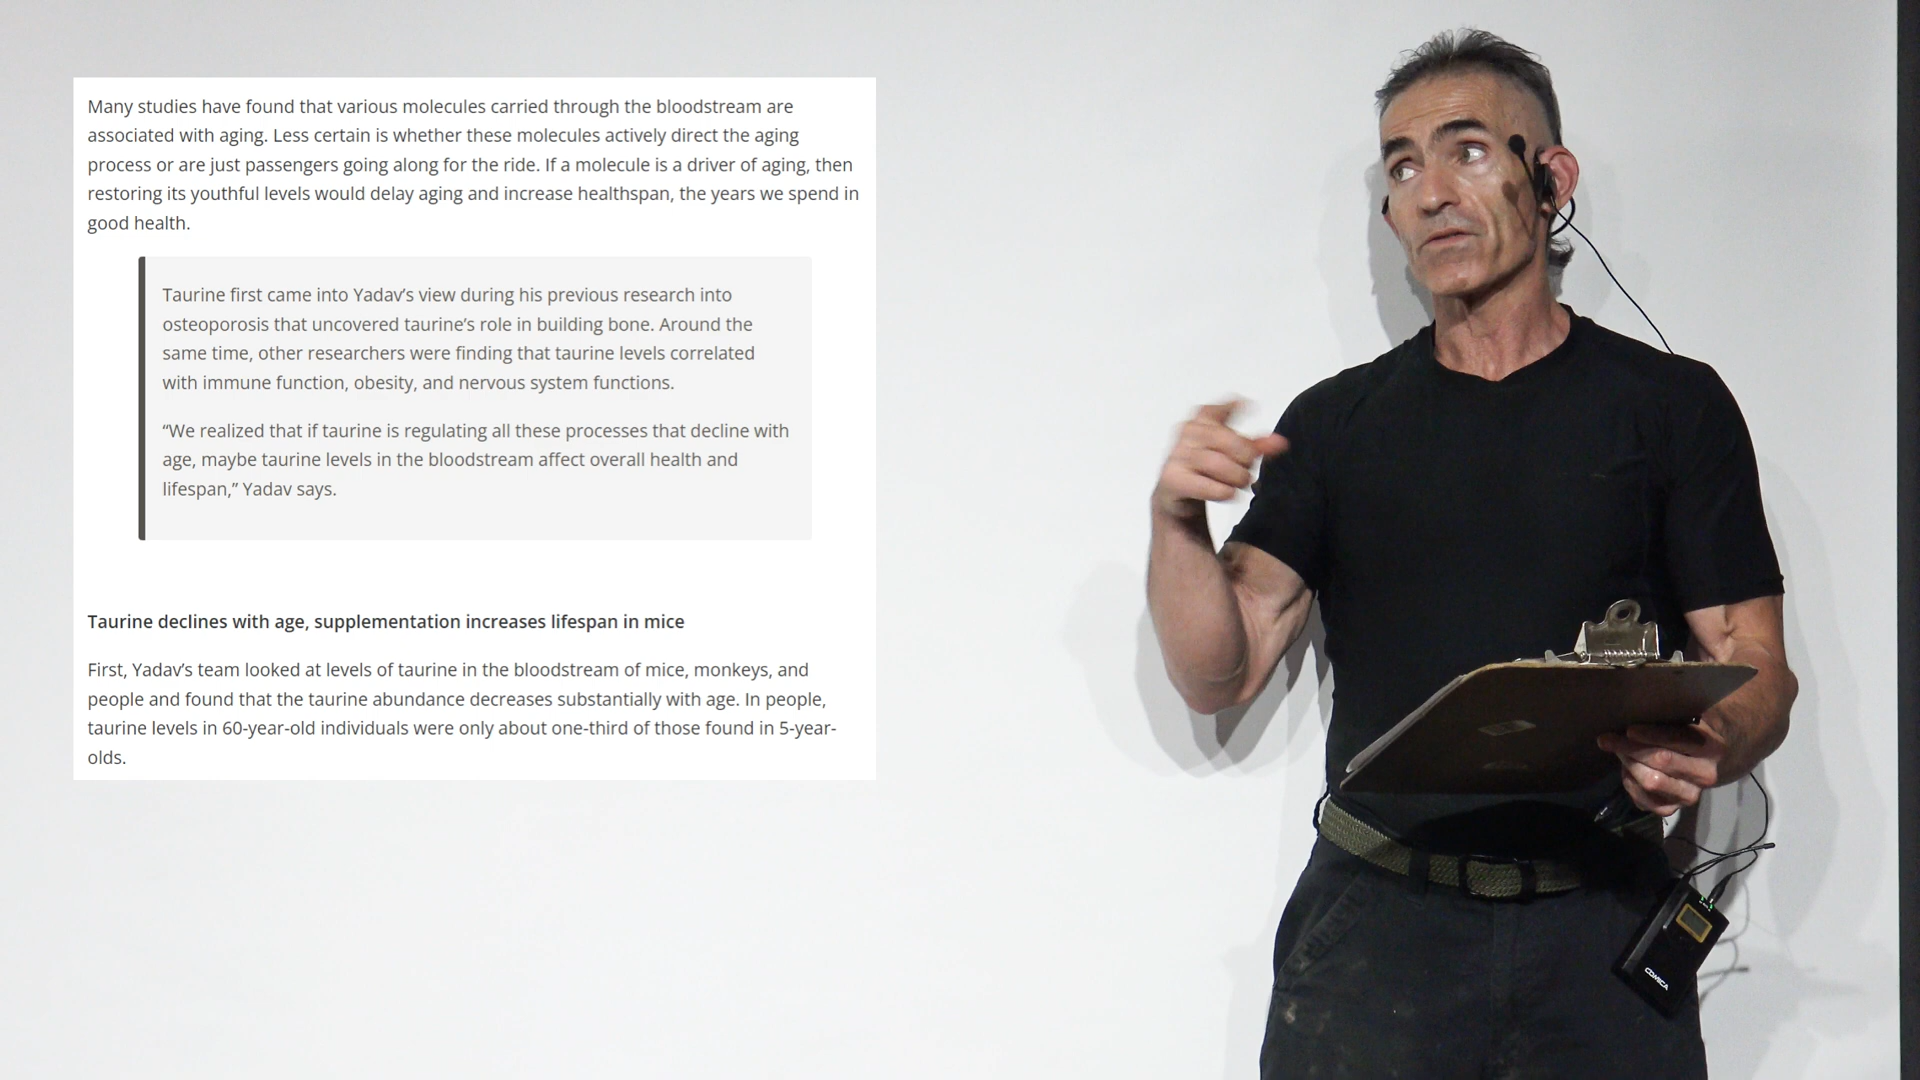 Many studies have found that various molecules carried through the bloodstream are
associated with aging. Less certain is whether these molecules actively direct the aging
process or are just passengers going along for the ride. If a molecule is a driver of aging, then
restoring its youthful levels would delay aging and increase healthspan, the years we spend in
good health.
Taurine first came into Yadav’s view during his previous research into
osteoporosis that uncovered taurine’s role in building bone. Around the
same time, other researchers were finding that taurine levels correlated
with immune function, obesity, and nervous system functions.
“We realized that if taurine is regulating all these processes that decline with
age, maybe taurine levels in the bloodstream affect overall health and
lifespan,” Yadav says.
Taurine declines with age, supplementation increases lifespan in mice
First, Yadav’s team looked at levels of taurine in the bloodstream of mice, monkeys, and
people and found that the taurine abundance decreases substantially with age. In people,
taurine levels in 60-year-old individuals were only about one-third of those found in 5-year-
olds.
COMICA